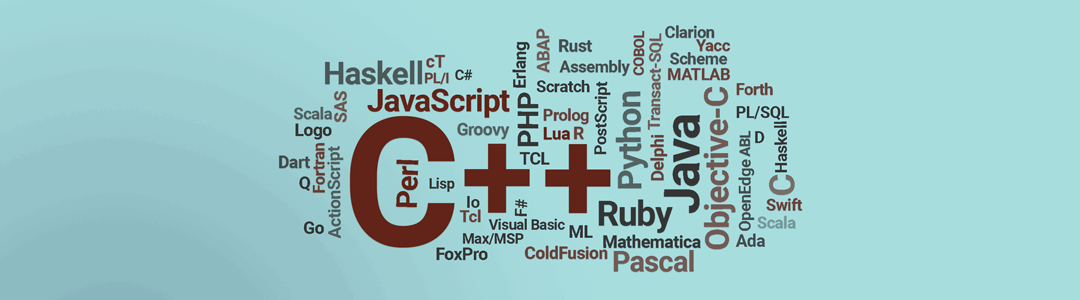 Haskell
cT
PL/I
C#
JavaScript
SAS
Scala
Logo
Groovy
Dart
Fortran
Q
ActionScript
Go
C++
Perl
Lisp
Io
Tcl
F#
Visual Basic
Max/MSP
FoxPro
ML
ColdFusion
TCL
PHP
Erlang
ABAP
Rust
Assembly
Scratch
Prolog
Lua
R
PostScript
COBOL
Transact-SQL
Python
Delphi
Clarion
Yacc
Scheme
MATLAB
Java
Objective-C
Ruby
Mathematica
Pascal
Forth
PL/SQL
D
Haskell
OpenEdge ABL
C
Swift
Scala
Ada